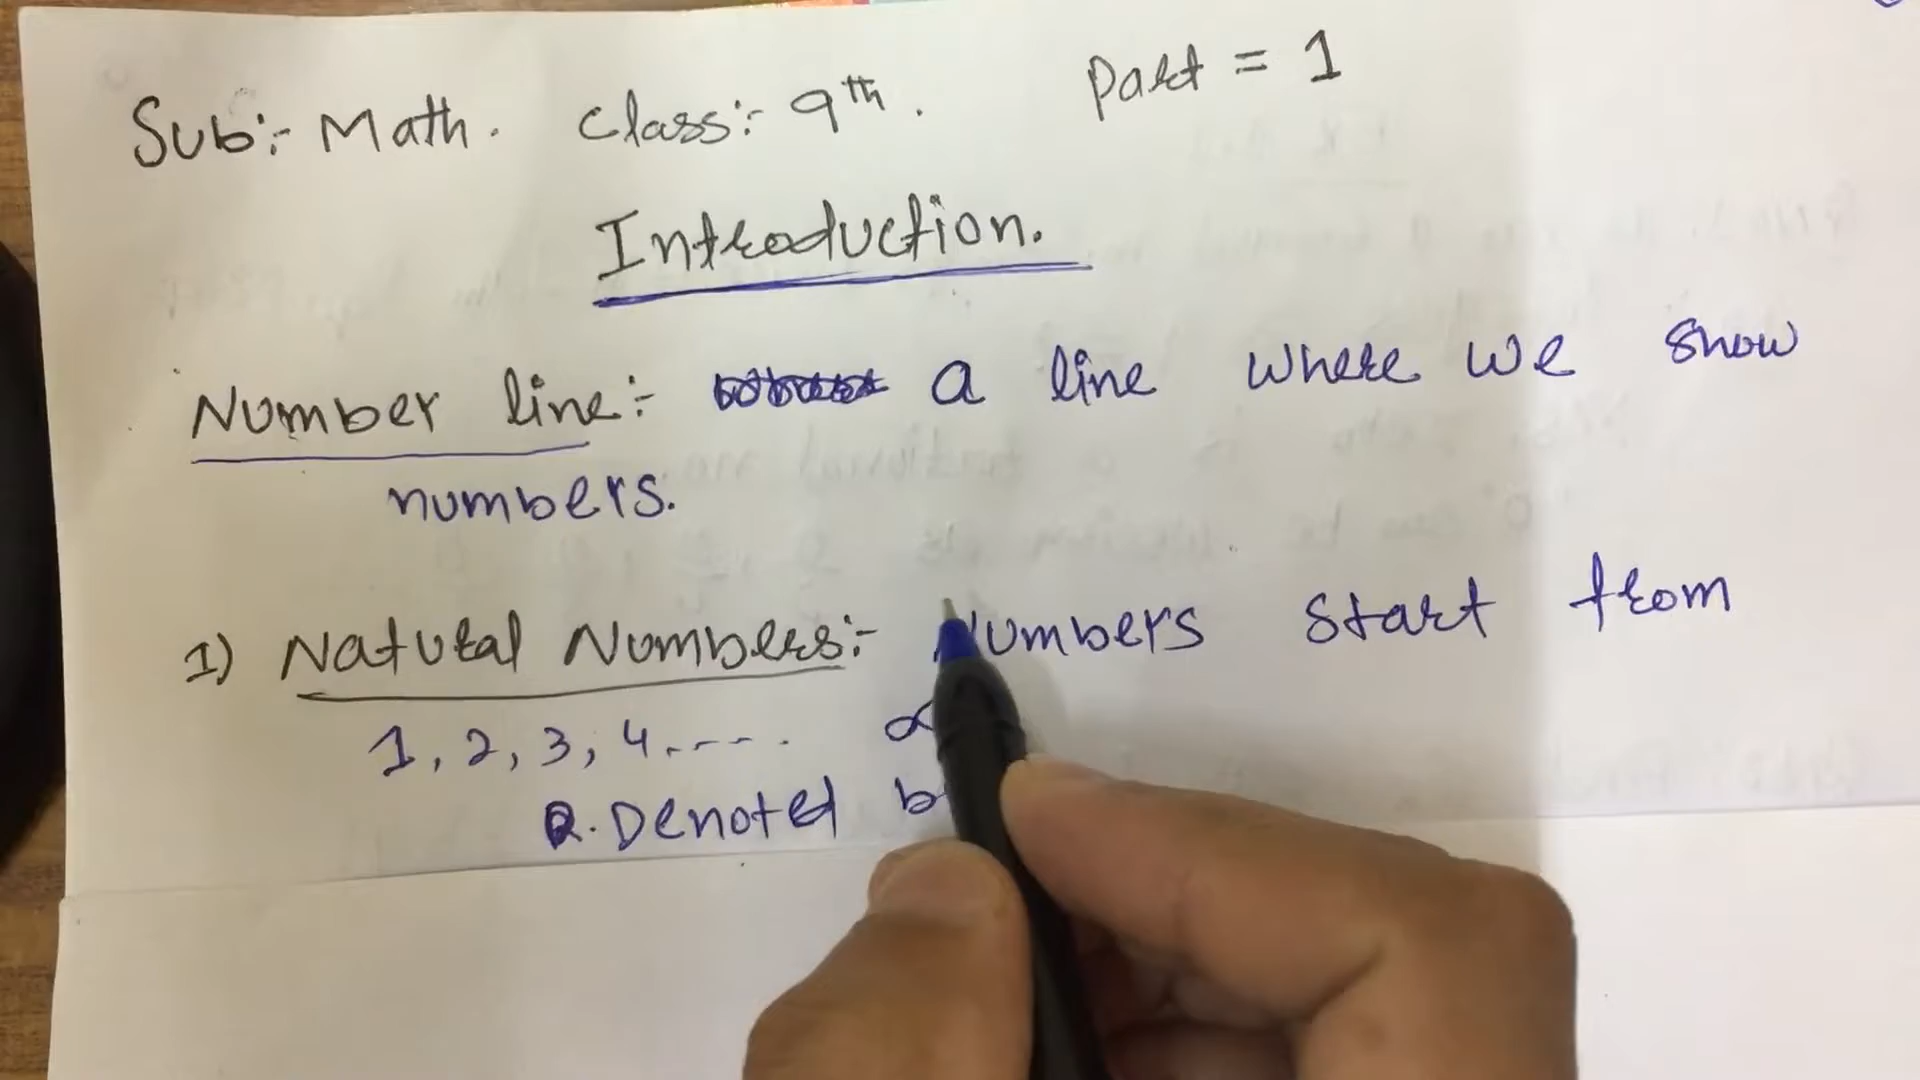 Sub:- Math. Class:- 9th. Part = 1
Introduction.
Number line:- a line where we show
numbers.
1) Natural Numbers:- Numbers start from
1, 2, 3, 4.----.
Denoted